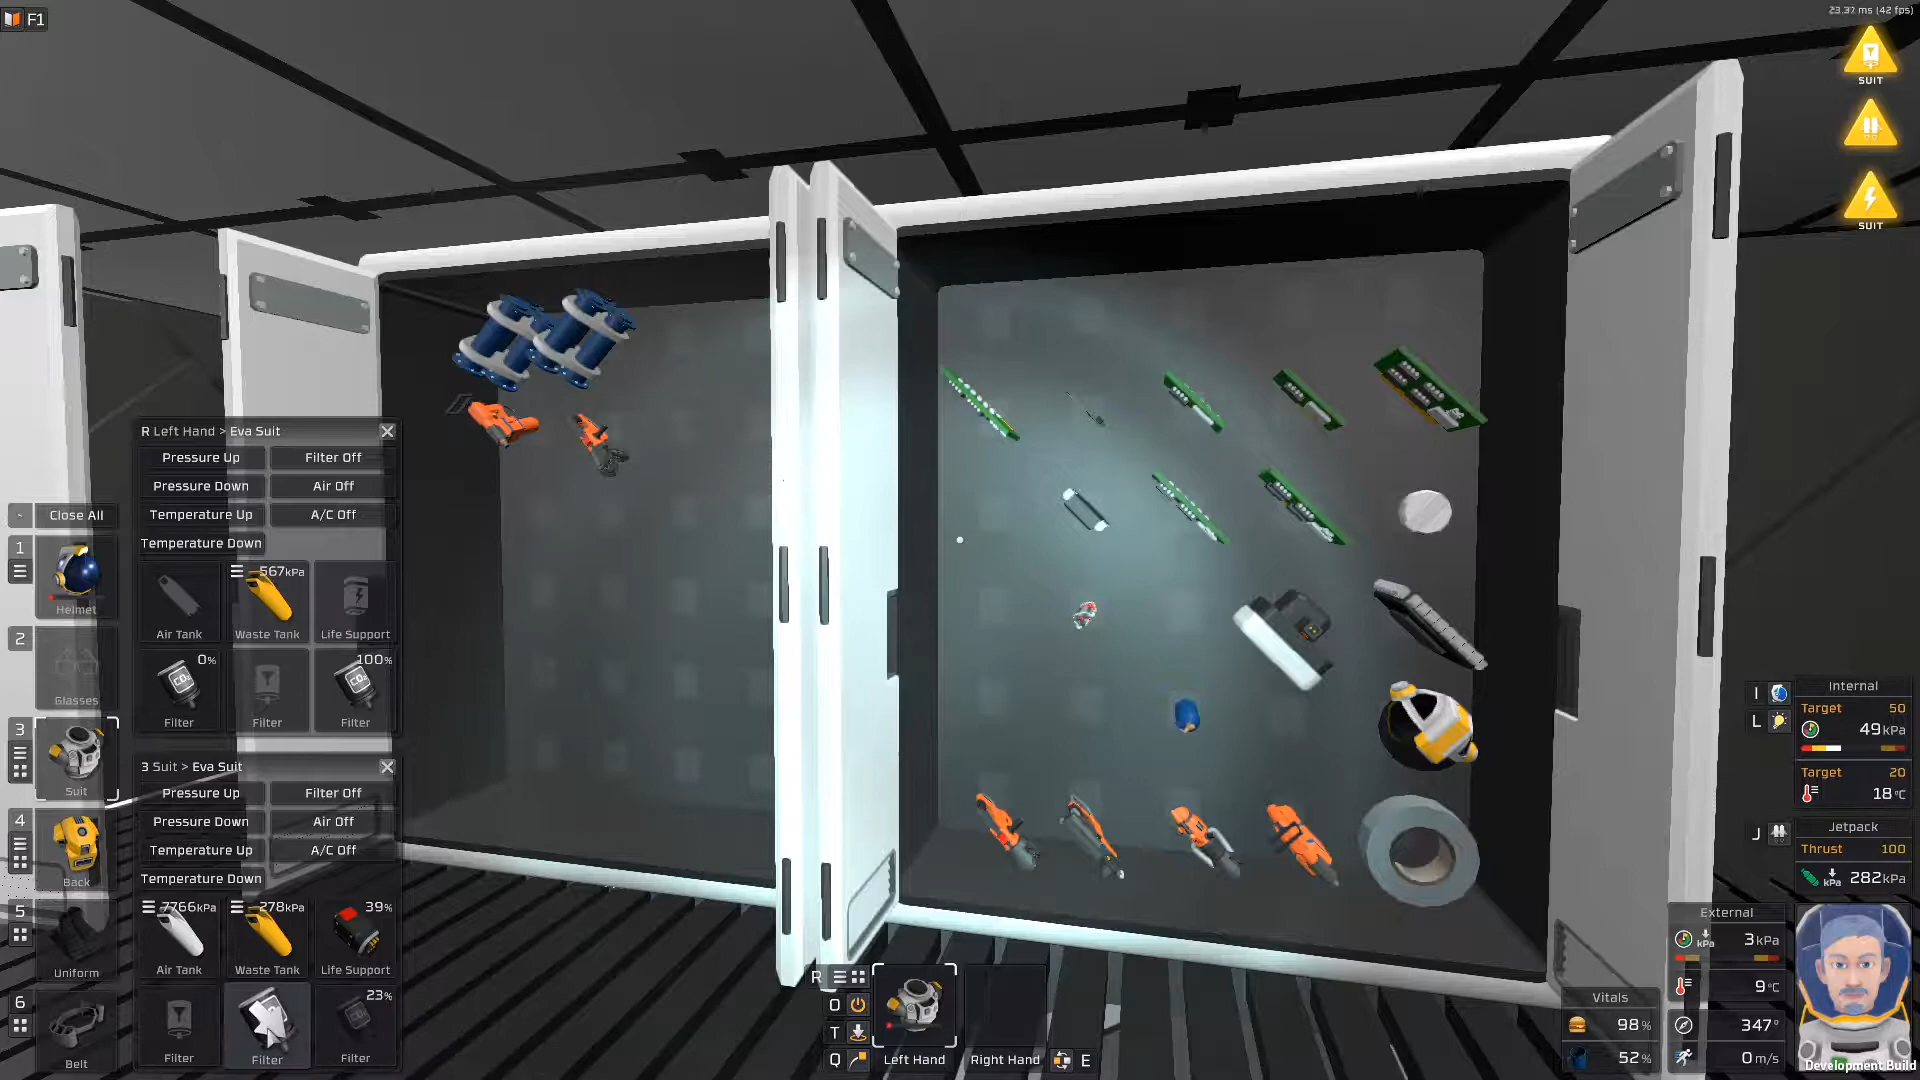 F1
23.37 ms (42 fps)
SUIT
SUIT
R Left Hand > Eva Suit
Pressure Up
Filter Off
Pressure Down
Air Off
Temperature Up
A/C Off
Temperature Down
567kPa
Air Tank
Waste Tank
Life Support
0%
100%
Filter
Filter
Filter
3 Suit > Eva Suit
Pressure Up
Filter Off
Pressure Down
Air Off
Temperature Up
A/C Off
Temperature Down
7766kPa
278kPa
39%
Air Tank
Waste Tank
Life Support
23%
Filter
Filter
Filter
~
Close All
1
Helmet
2
Glasses
3
Suit
4
Back
5
Uniform
6
Belt
R
O
T
Q
Left Hand
Right Hand
E
I
L
Internal
Target 50
49kPa
Target 20
18°C
J
Jetpack
Thrust 100
kPa 282kPa
External
kPa 3kPa
9°C
347°
0m/s
Vitals
98%
52%
Development Build